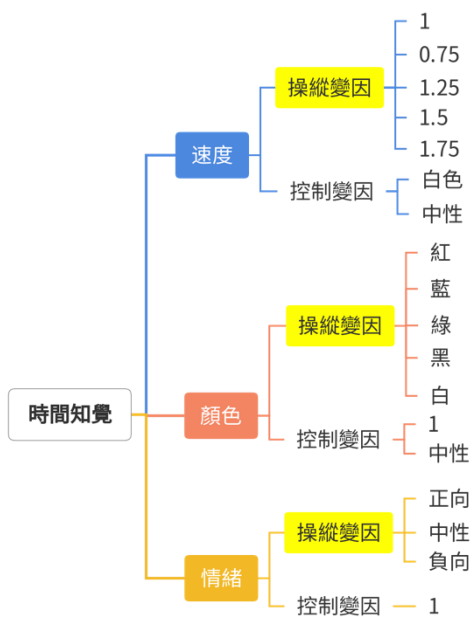 時間知覺
速度
操縱變因
1
0.75
1.25
1.5
1.75
控制變因
白色
中性
顏色
操縱變因
紅
藍
綠
黑
白
控制變因
1
中性
情緒
操縱變因
正向
中性
負向
控制變因
1